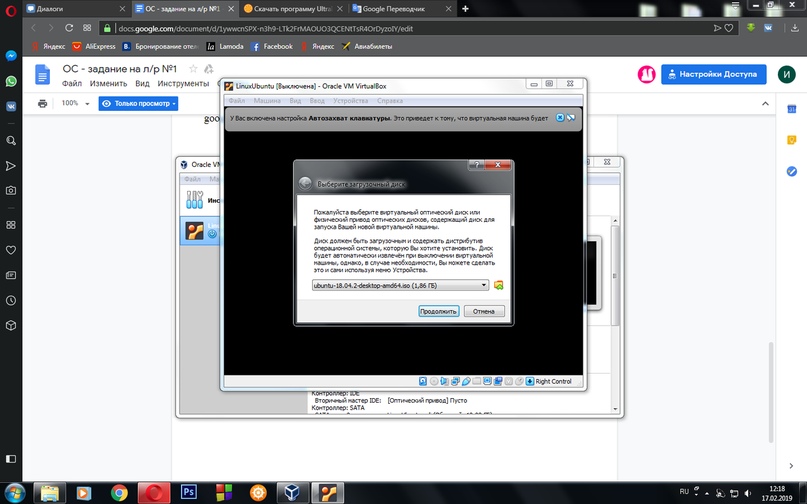 Диалоги
ОС - задание на л/р №1
Скачать программу Ultral
Google Переводчик
docs.google.com/document/d/1ywwcnSPX-n3h9-LTk2FrMAOUO3QCENITsR4OrDyzoIY/edit
Яндекс
AliExpress
Бронирование отел
Lamoda
Facebook
Яндекс
Авиабилеты
ОС - задание на л/р №1
Файл Изменить Вид Инструменты
Настройки Доступа
И
100%
Только просмотр
Oracle VM
Файл
LinuxUbuntu [Выключена] - Oracle VM VirtualBox
Файл Машина Вид Ввод Устройства Справка
У Вас включена настройка Автозахват клавиатуры. Это приведет к тому, что виртуальная машина будет
Выберите загрузочный диск
Пожалуйста выберите виртуальный оптический диск или
физический привод оптических дисков, содержащий диск для
запуска Вашей новой виртуальной машины.
Диск должен быть загрузочным и содержать дистрибутив
операционной системы, которую Вы хотите установить. Диск
будет автоматически извлечён при выключении виртуальной
машины, однако, в случае необходимости, Вы можете сделать
это и сами используя меню Устройства.
ubuntu-18.04.2-desktop-amd64.iso (1,86 ГБ)
Продолжить
Отмена
Right Control
Контроллер: IDE
Вторичный мастер IDE: [Оптический привод] Пусто
Контроллер: SATA
RU
12:18
17.02.2019